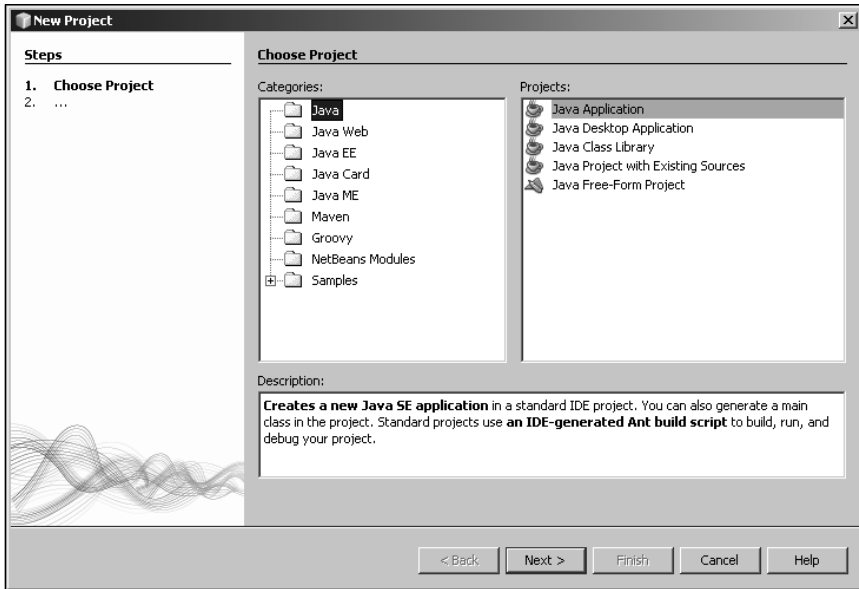 New Project
Steps
1. Choose Project
2. ...
Choose Project
Categories:
Java
Java Web
Java EE
Java Card
Java ME
Maven
Groovy
NetBeans Modules
Samples
Projects:
Java Application
Java Desktop Application
Java Class Library
Java Project with Existing Sources
Java Free-Form Project
Description:
Creates a new Java SE application in a standard IDE project. You can also generate a main
class in the project. Standard projects use an IDE-generated Ant build script to build, run, and
debug your project.
< Back
Next >
Finish
Cancel
Help